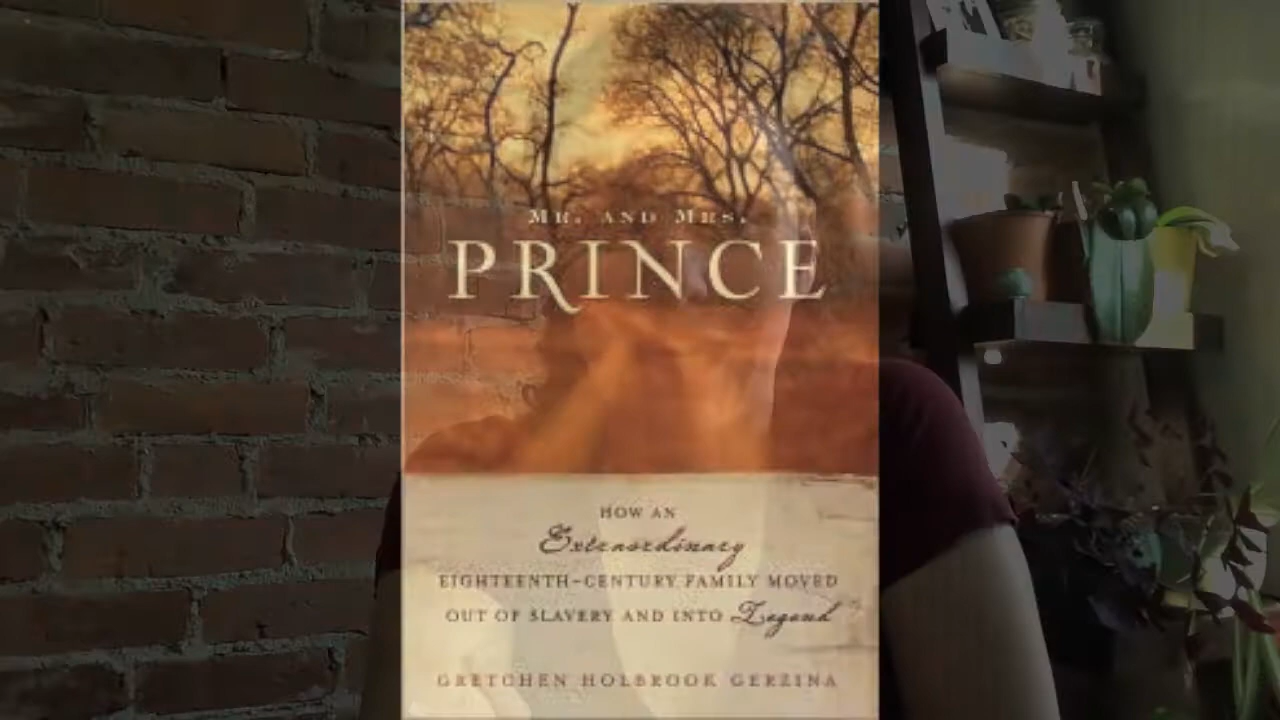 MR. AND MRS.
PRINCE
HOW AN
Extraordinary
EIGHTEENTH-CENTURY FAMILY MOVED
OUT OF SLAVERY AND INTO Legend
GRETCHEN HOLBROOK GERZINA